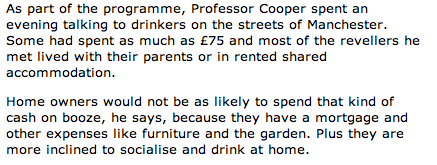 As part of the programme, Professor Cooper spent an
evening talking to drinkers on the streets of Manchester.
Some had spent as much as £75 and most of the revellers he
met lived with their parents or in rented shared
accommodation.
Home owners would not be as likely to spend that kind of
cash on booze, he says, because they have a mortgage and
other expenses like furniture and the garden. Plus they are
more inclined to socialise and drink at home.